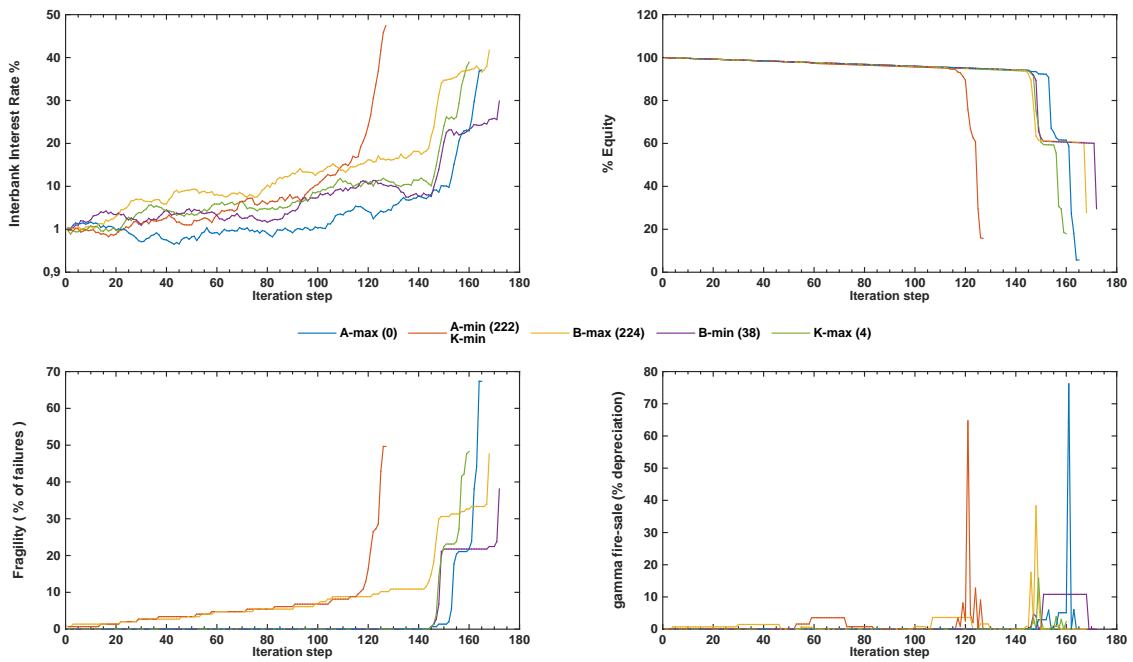 50
40
30
20
10
1
0,9
Interbank Interest Rate %
0 20 40 60 80 100 120 140 160 180
Iteration step
120
100
80
60
40
20
0
% Equity
0 20 40 60 80 100 120 140 160 180
Iteration step
A-max (0)
A-min (222)
K-min
B-max (224)
B-min (38)
K-max (4)
70
60
50
40
30
20
10
0
Fragility ( % of failures )
0 20 40 60 80 100 120 140 160 180
Iteration step
80
70
60
50
40
30
20
10
0
gamma fire-sale (% depreciation)
0 20 40 60 80 100 120 140 160 180
Iteration step